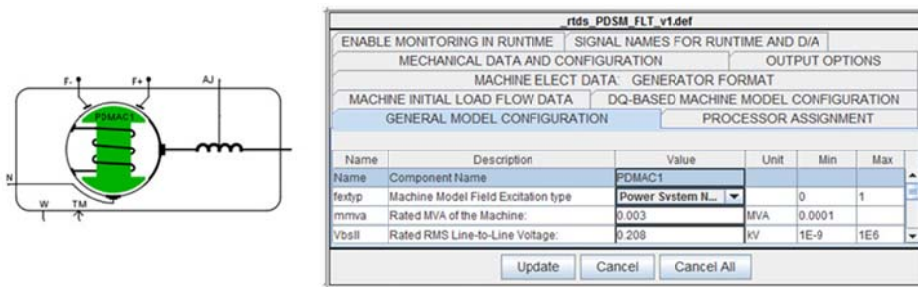 F-
F+
AJ
PDMAC1
N
W
TM
_rtds_PDSM_FLT_v1.def
ENABLE MONITORING IN RUNTIME
SIGNAL NAMES FOR RUNTIME AND D/A
MECHANICAL DATA AND CONFIGURATION
OUTPUT OPTIONS
MACHINE ELECT DATA: GENERATOR FORMAT
MACHINE INITIAL LOAD FLOW DATA
DQ-BASED MACHINE MODEL CONFIGURATION
GENERAL MODEL CONFIGURATION
PROCESSOR ASSIGNMENT
Name Description Value Unit Min Max
Name Component Name PDMAC1
fextyp Machine Model Field Excitation type Power System N... 0 1
mmva Rated MVA of the Machine: 0.003 MVA 0.0001
Vbsll Rated RMS Line-to-Line Voltage: 0.208 kV 1E-9 1E6
Update Cancel Cancel All